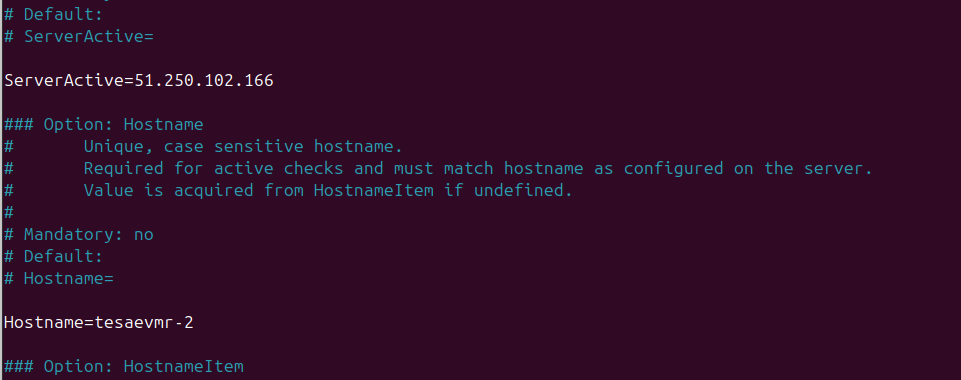 # Default:
# ServerActive=
ServerActive=51.250.102.166
### Option: Hostname
#       Unique, case sensitive hostname.
#       Required for active checks and must match hostname as configured on the server.
#       Value is acquired from HostnameItem if undefined.
#
# Mandatory: no
# Default:
# Hostname=
Hostname=tesaevmr-2
### Option: HostnameItem